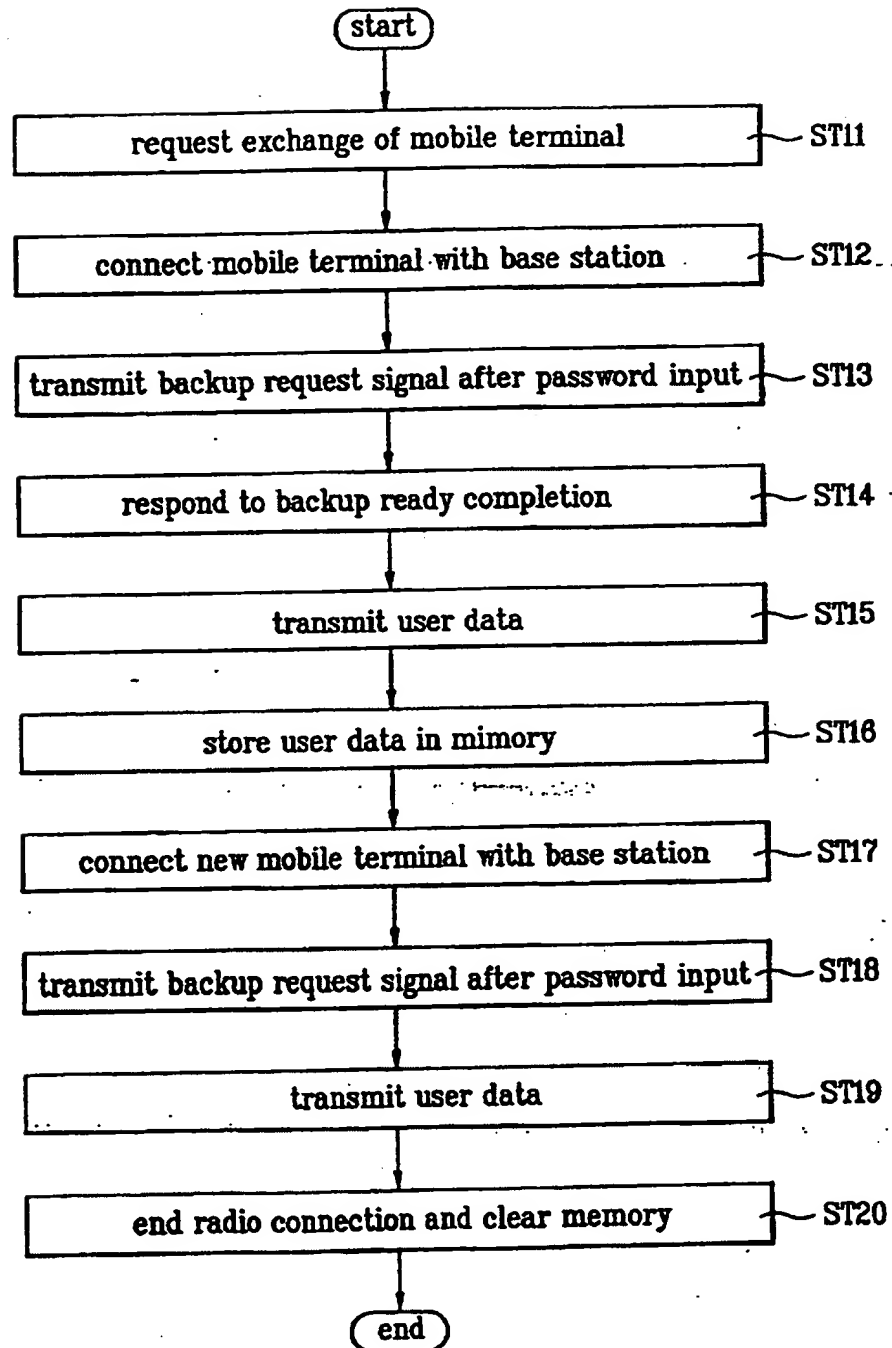 start
request exchange of mobile terminal
ST11
connect mobile terminal with base station
ST12
transmit backup request signal after password input
ST13
respond to backup ready completion
ST14
transmit user data
ST15
store user data in mimory
ST16
connect new mobile terminal with base station
ST17
transmit backup request signal after password input
ST18
transmit user data
ST19
end radio connection and clear memory
ST20
end